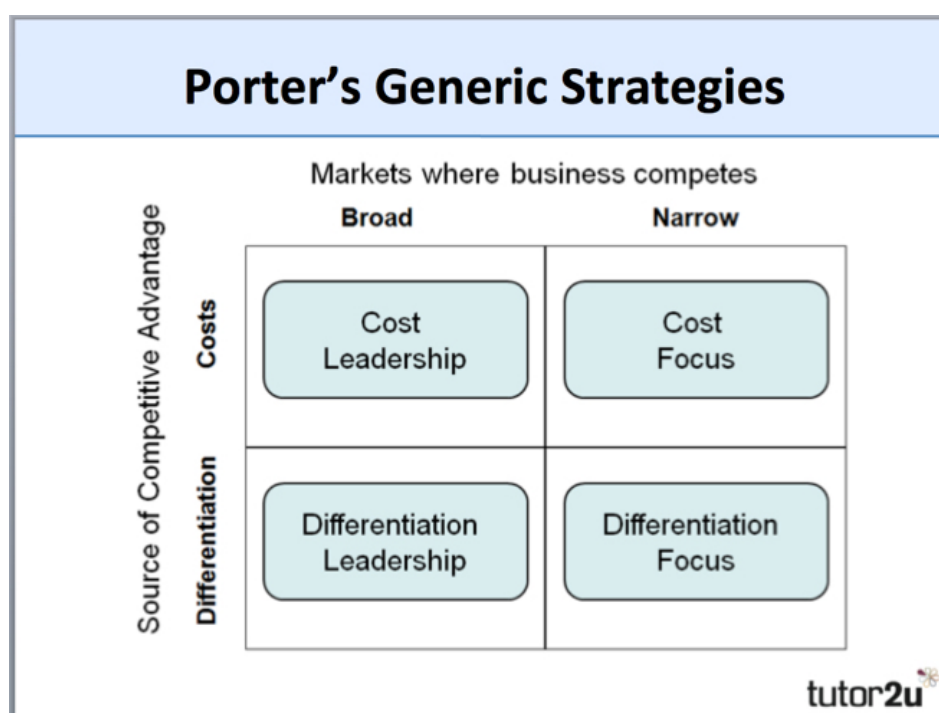 Porter’s Generic Strategies
Markets where business competes
Broad
Narrow
Source of Competitive Advantage
Costs
Cost
Leadership
Cost
Focus
Differentiation
Differentiation
Leadership
Differentiation
Focus
tutor2u